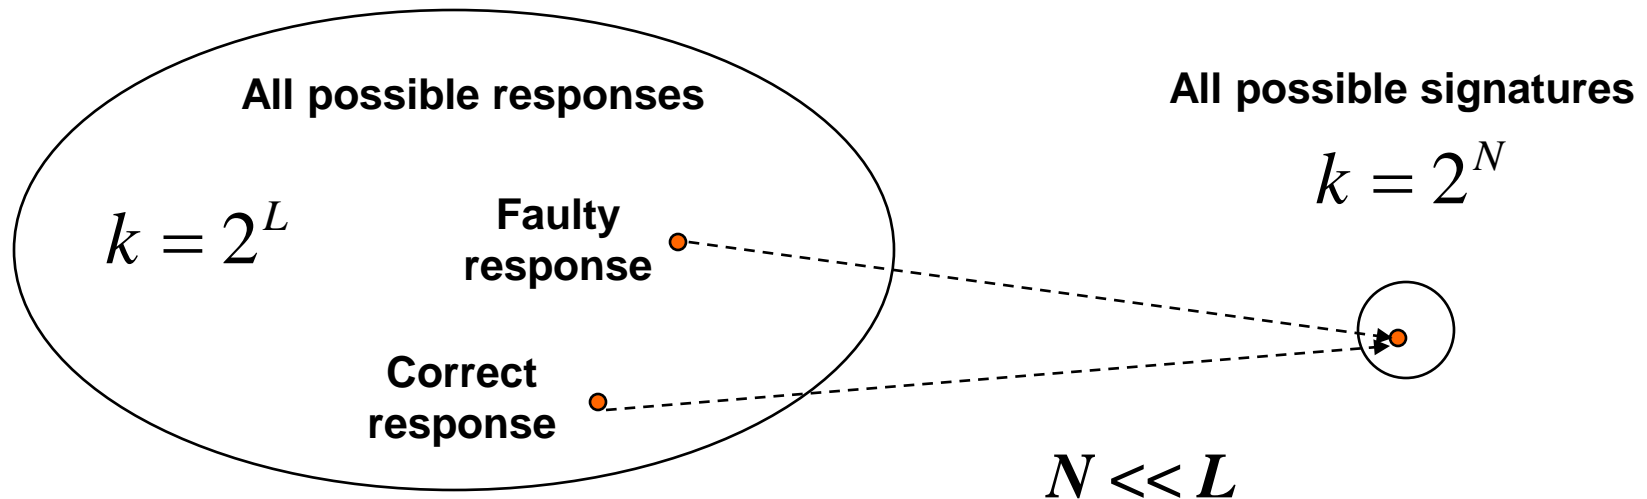 All possible responses
All possible signatures
k = 2^N
Faulty
response
k = 2^L
Correct
response
N << L